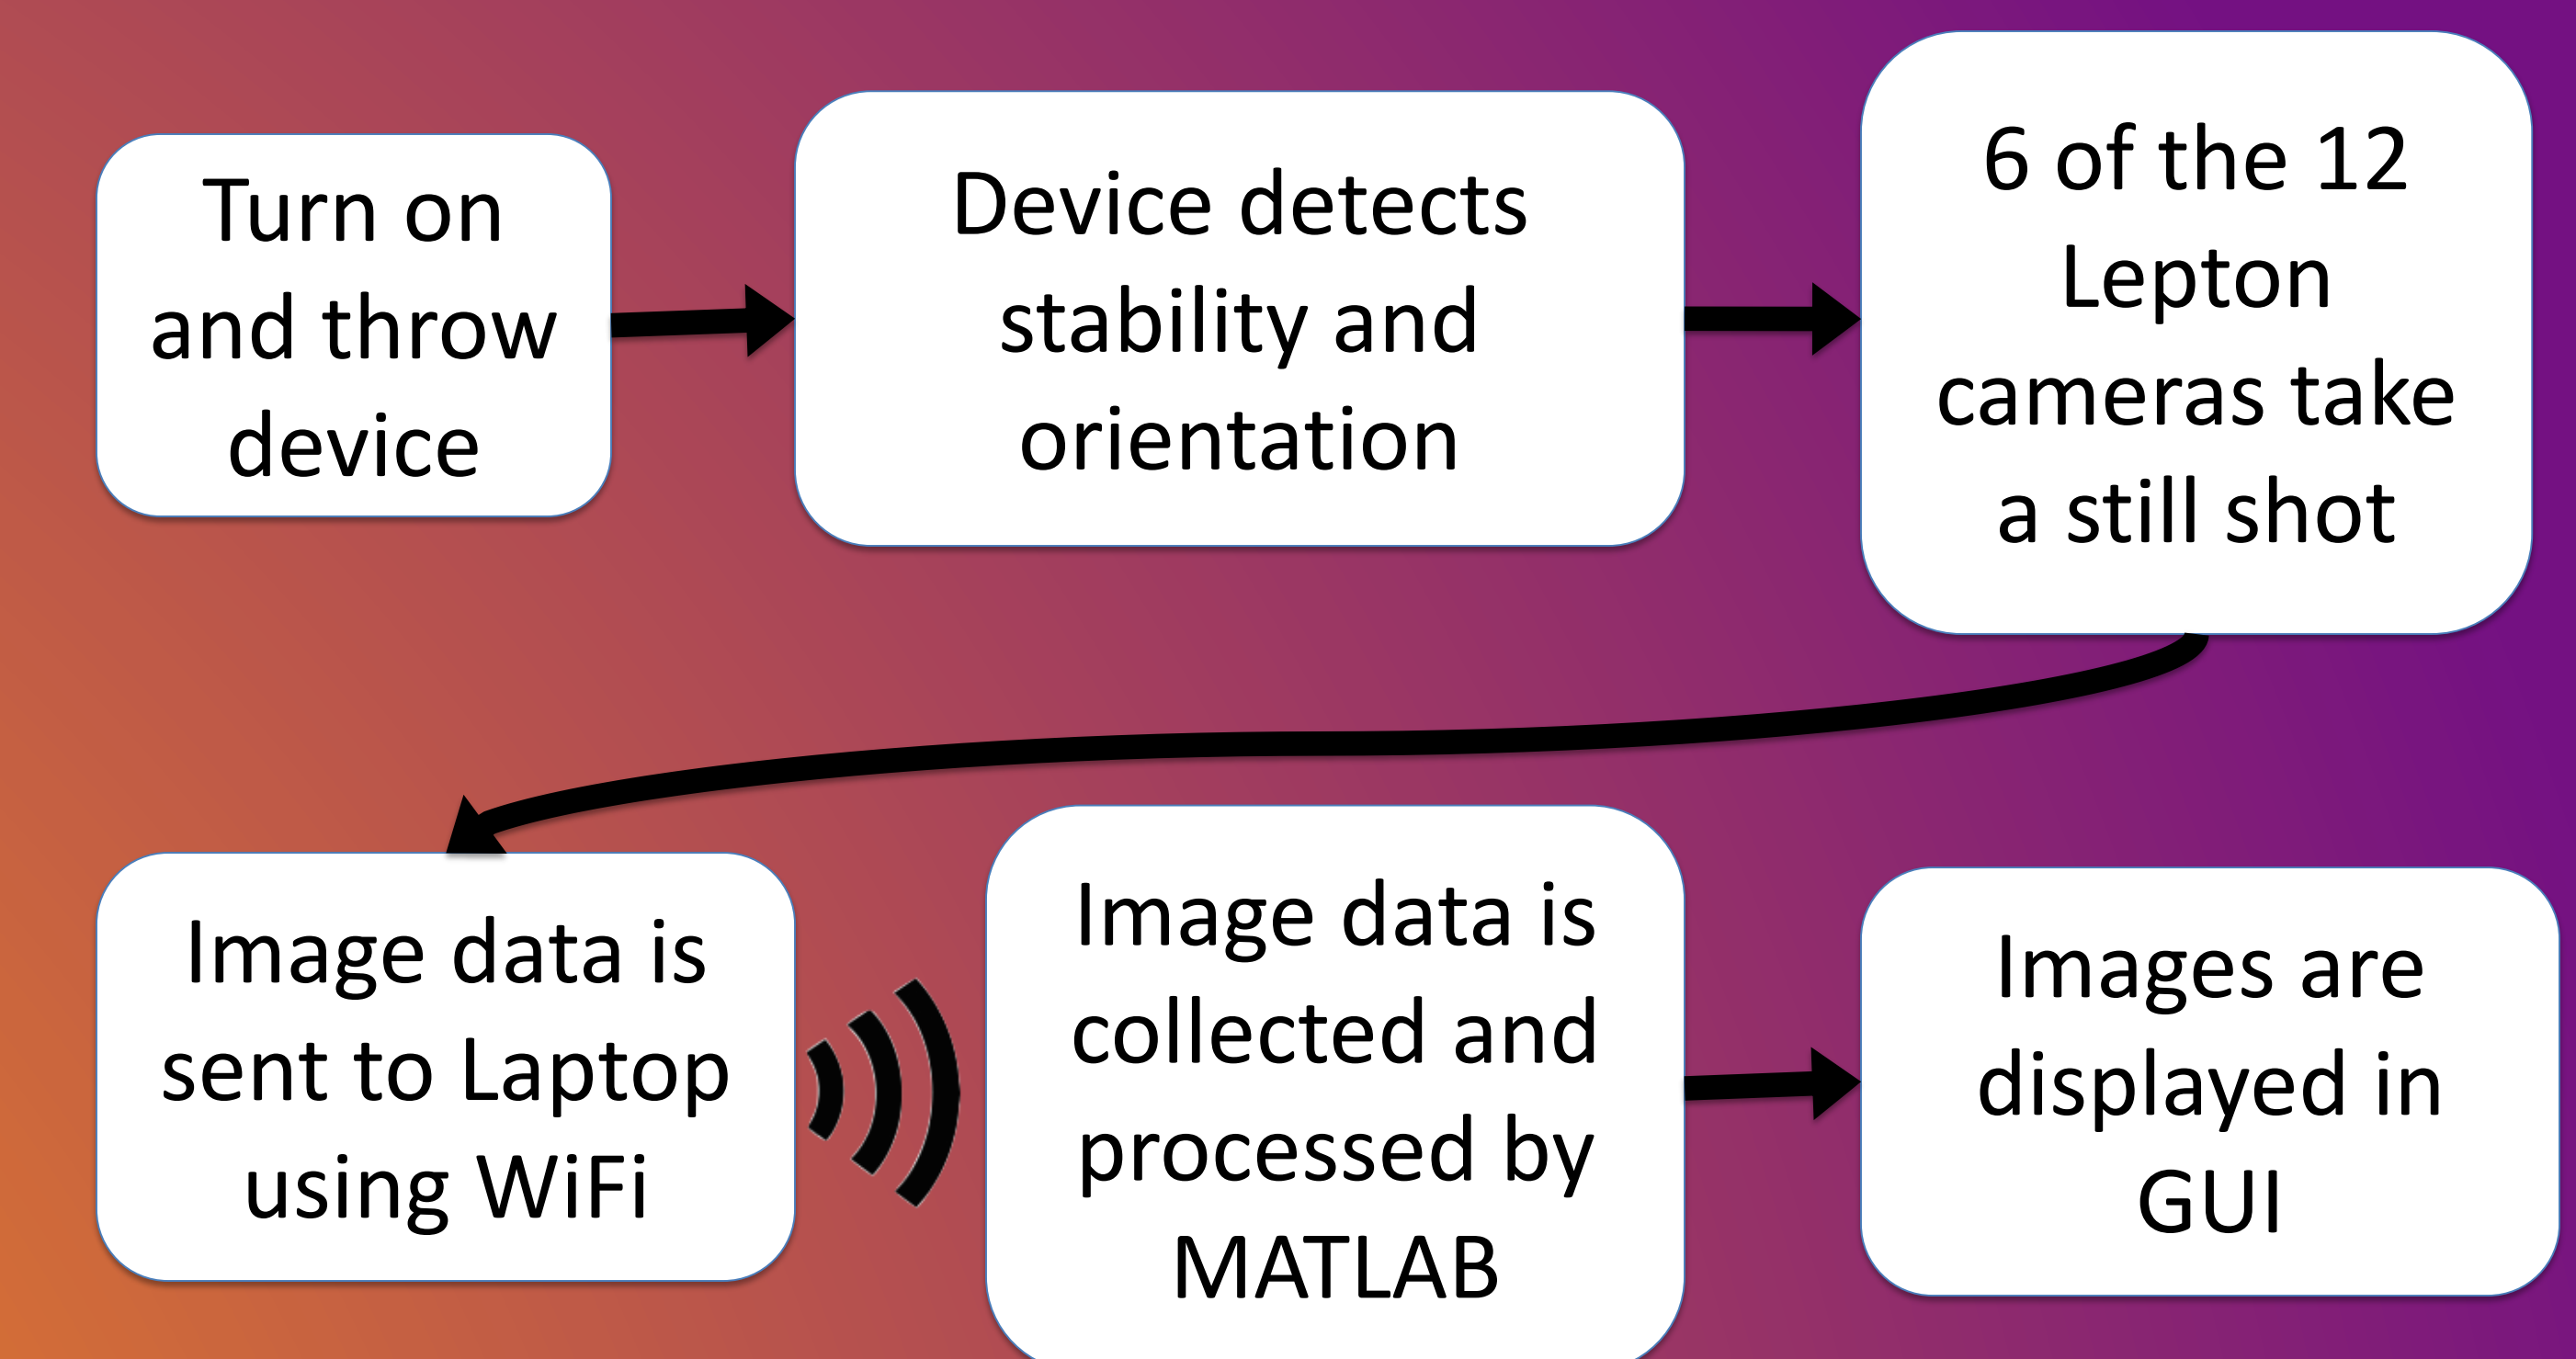 Turn on
and throw
device
Device detects
stability and
orientation
6 of the 12
Lepton
cameras take
a still shot
Image data is
sent to Laptop
using WiFi
Image data is
collected and
processed by
MATLAB
Images are
displayed in
GUI